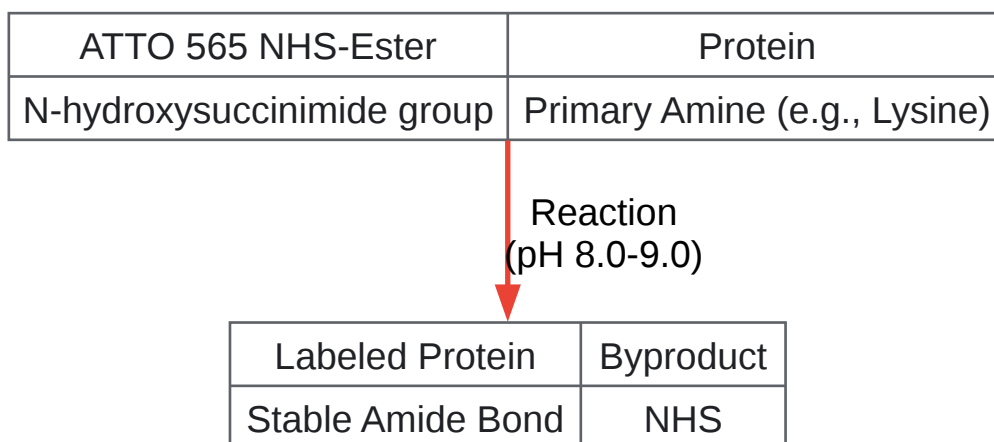 ATTO 565 NHS-Ester Protein
N-hydroxysuccinimide group Primary Amine (e.g., Lysine)
Reaction
(pH 8.0-9.0)
Labeled Protein Byproduct
Stable Amide Bond NHS